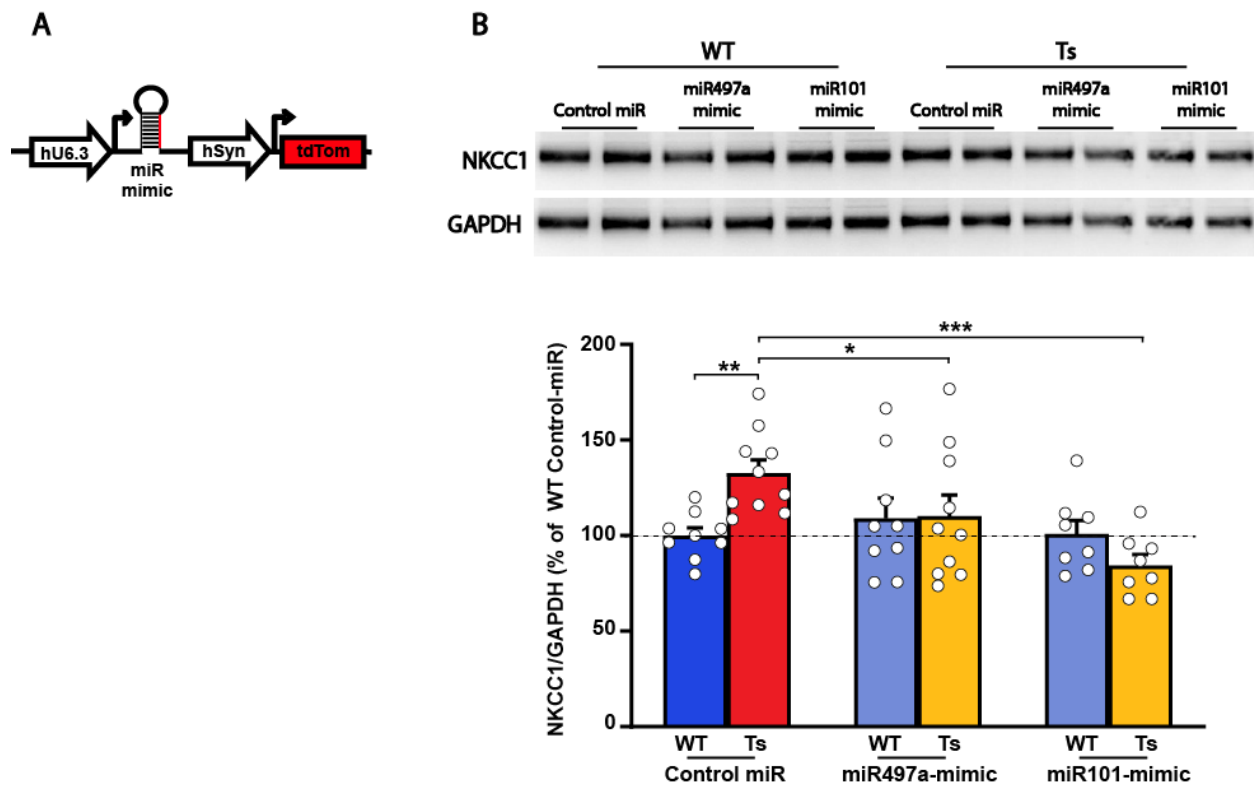 A
hU6.3
miR
mimic
hSyn
tdTom
B
WT
Ts
Control miR
miR497a
mimic
miR101
mimic
Control miR
miR497a
mimic
miR101
mimic
NKCC1
GAPDH
NKCC1/GAPDH (% of WT Control-miR)
200
150
100
50
0
**
*
***
WT Ts WT Ts WT Ts
Control miR miR497a-mimic miR101-mimic